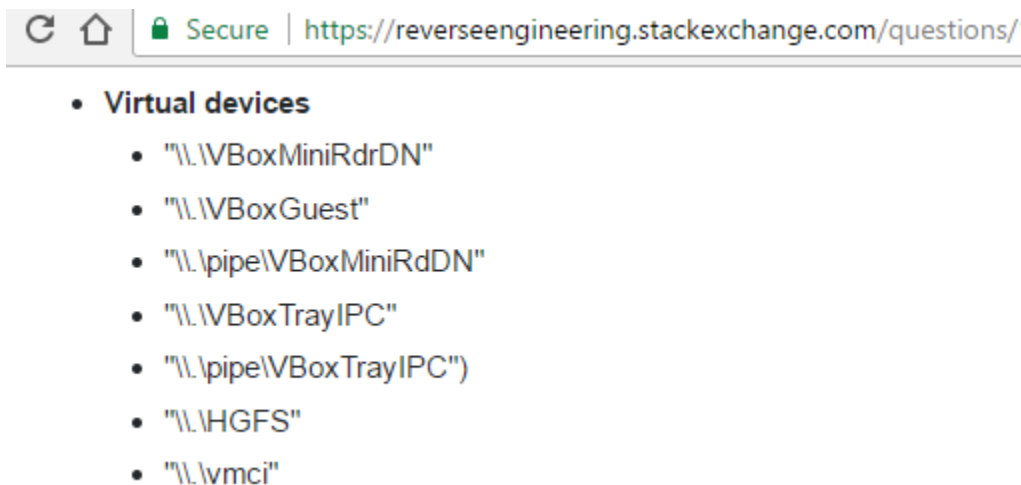 Secure | https://reverseengineering.stackexchange.com/questions/
Virtual devices
"\\.\VBoxMiniRdrDN"
"\\.\VBoxGuest"
"\\.\pipe\VBoxMiniRdDN"
"\\.\VBoxTrayIPC"
"\\.\pipe\VBoxTrayIPC")
"\\.\HGFS"
"\\.\vmci"